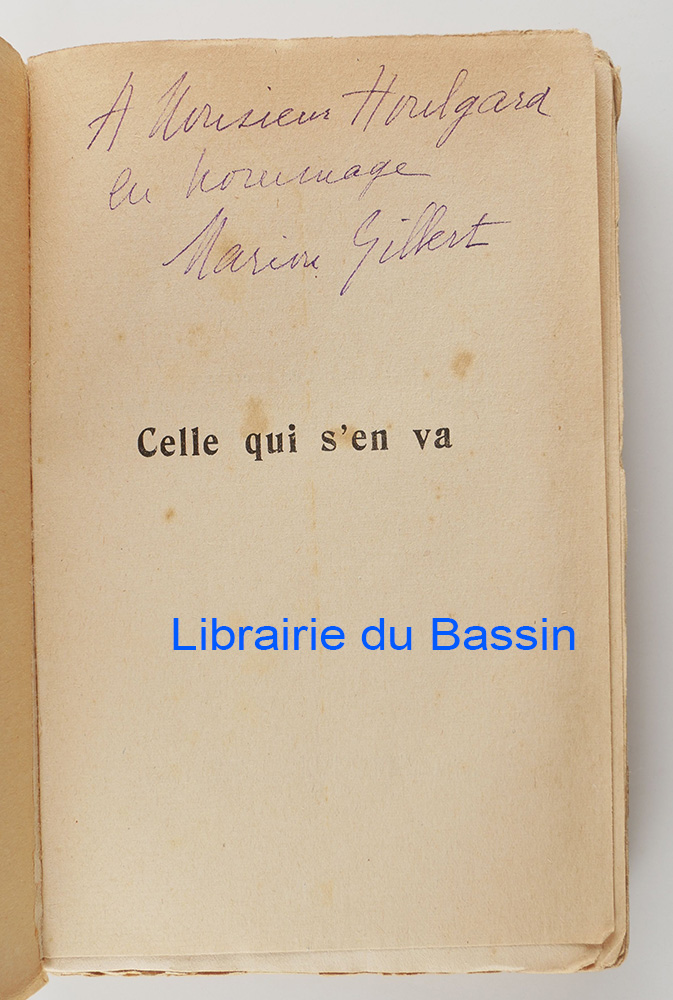 A Monsieur Houlgard
en hommage
Marion Gilbert
Celle qui s'en va
Librairie du Bassin